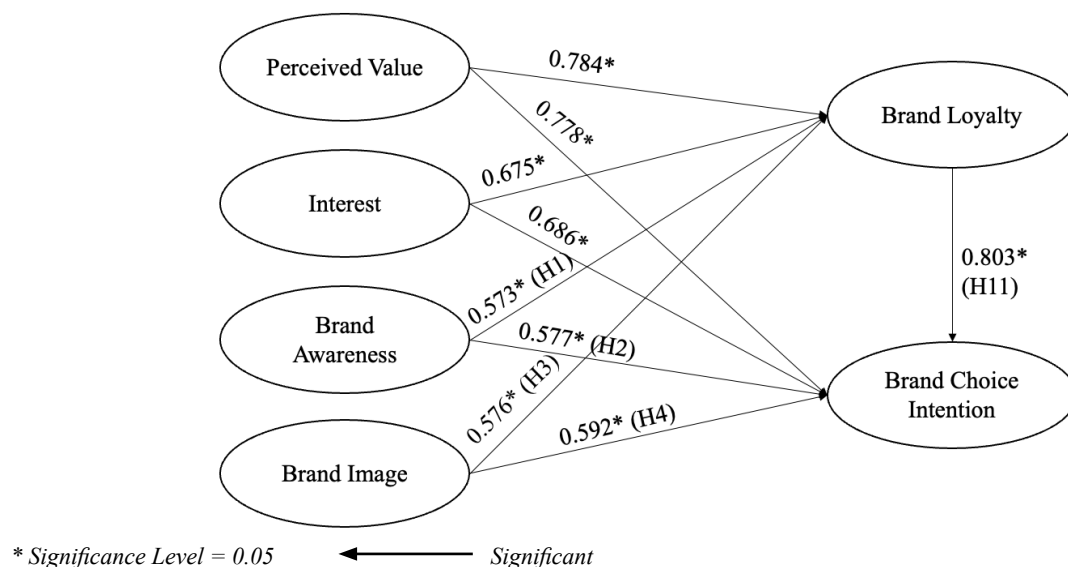 Perceived Value
0.784*
Brand Loyalty
0.778*
0.675*
Interest
0.686*
0.803*
(H11)
0.573* (H1)
Brand
Awareness
0.577* (H2)
Brand Choice
Intention
0.576* (H3)
0.592* (H4)
Brand Image
* Significance Level = 0.05
Significant